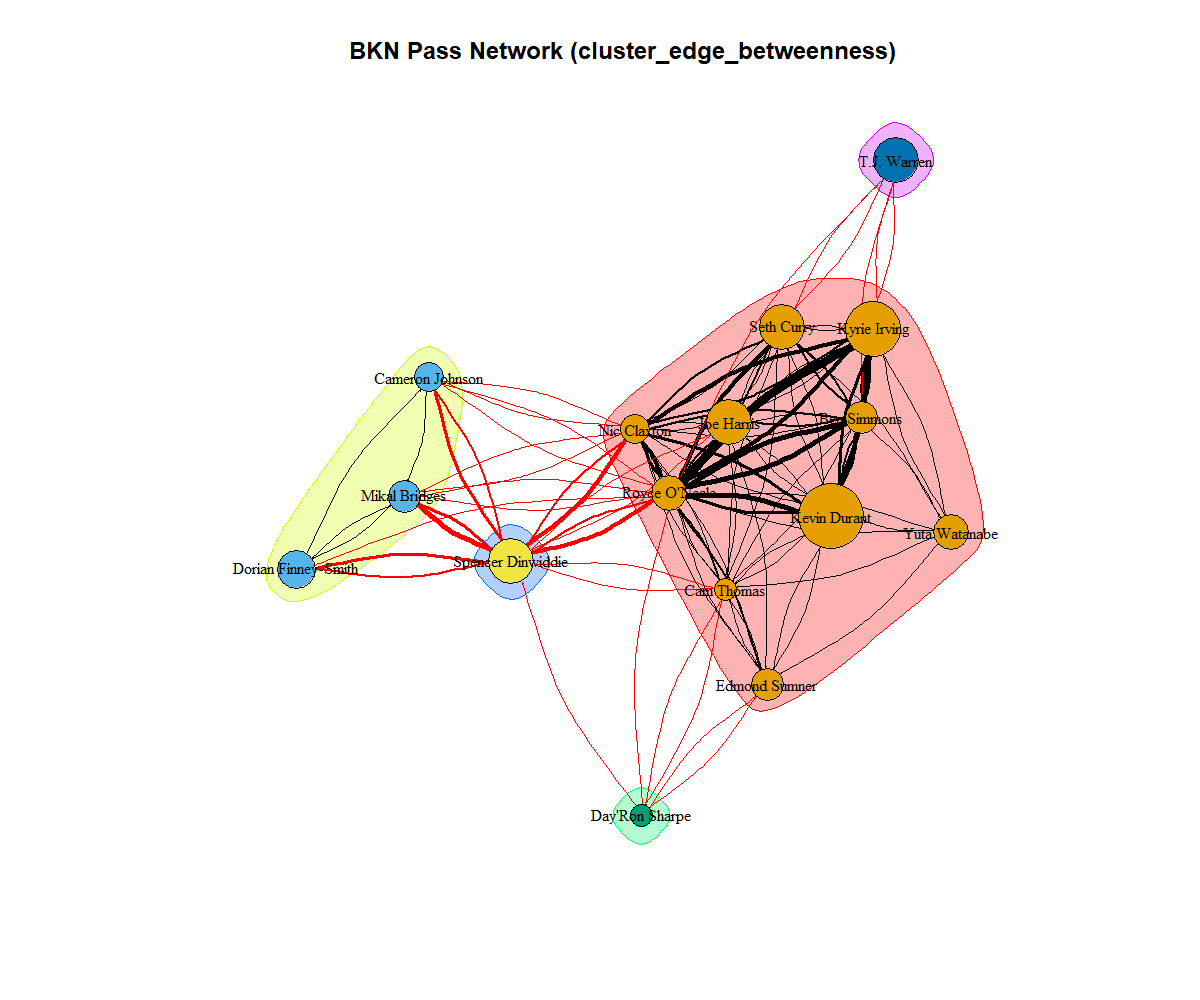 BKN Pass Network (cluster_edge_betweenness)
T.J. Warren
Seth Curry
Kyrie Irving
Cameron Johnson
Nic Claxton
Joe Harris
Ben Simmons
Mikal Bridges
Royce O'Neale
Kevin Durant
Yuta Watanabe
Dorian Finney-Smith
Spencer Dinwiddie
Cam Thomas
Edmond Sumner
Day'Ron Sharpe